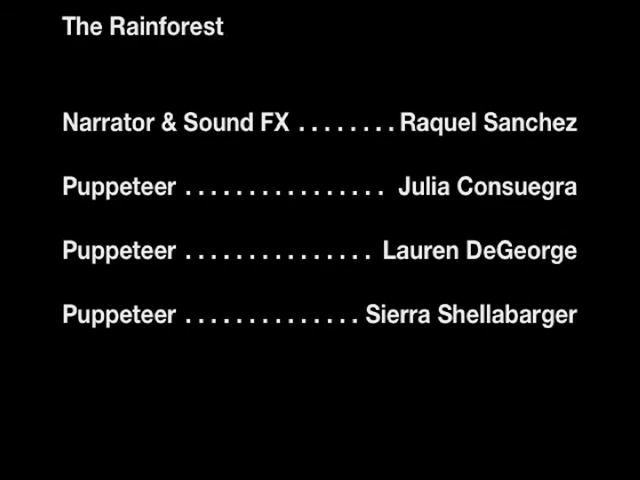 The Rainforest
Narrator & Sound FX ........ Raquel Sanchez
Puppeteer ................ Julia Consuegra
Puppeteer ............... Lauren DeGeorge
Puppeteer .............. Sierra Shellabarger